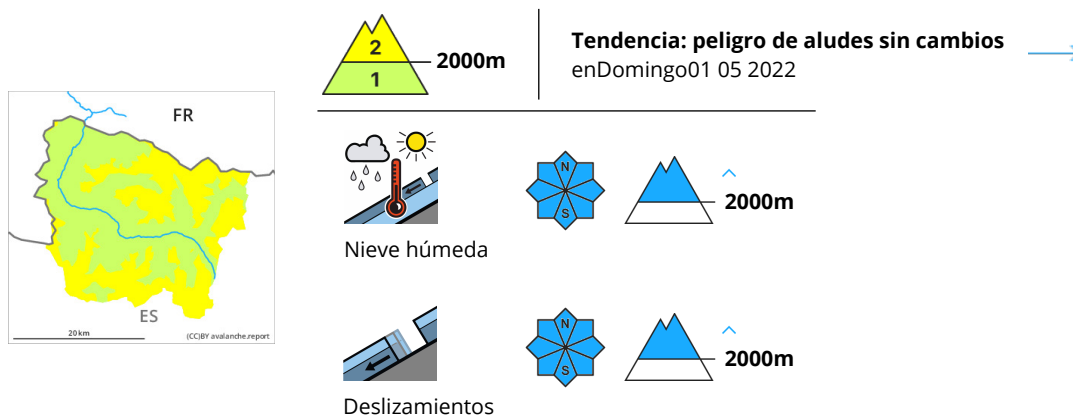 2
1
2000m
Tendencia: peligro de aludes sin cambios
enDomingo01 05 2022
FR
ES
20 km
(CC)BY avalanche.report
N
S
2000m
Nieve húmeda
N
S
2000m
Deslizamientos